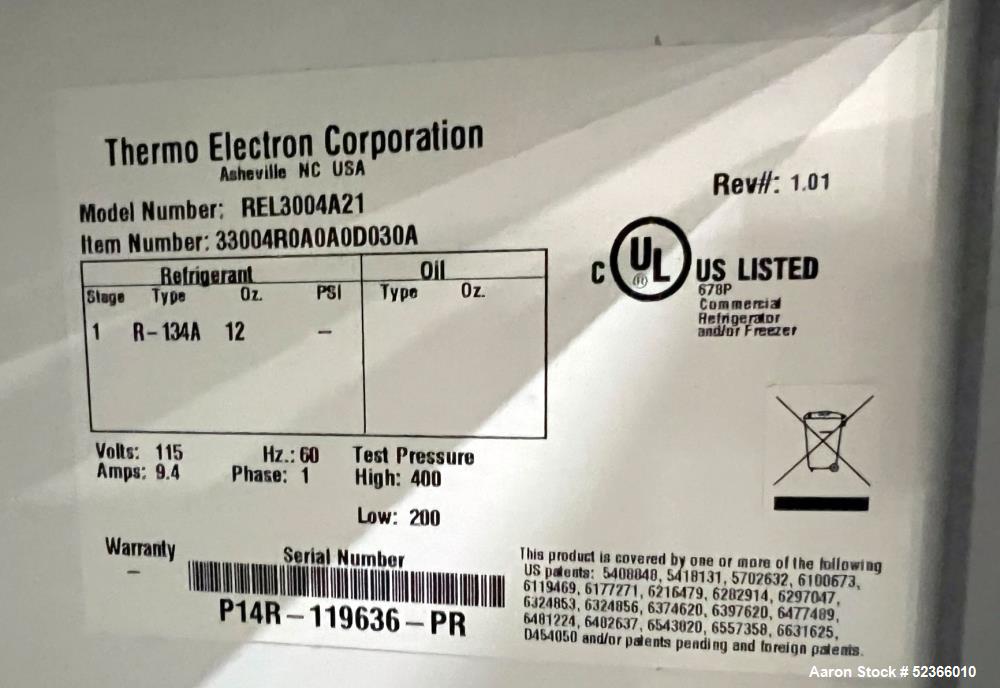 Thermo Electron Corporation
Asheville NC USA
Rev#: 1.01
Model Number: REL3004A21
Item Number: 33004R0A0A0D030A
Refrigerant Oil
Stage Type Oz. PSI Type Oz.
1 R-134A 12 –
C UL ® US LISTED
678P
Commercial
Refrigerator
and/or Freezer
Volts: 115 Hz.: 60 Test Pressure
Amps: 9.4 Phase: 1 High: 400
Low: 200
Warranty
–
Serial Number
P14R-119636-PR
This product is covered by one or more of the following
US patents: 5408848, 5418131, 5702632, 6100673,
6119469, 6177271, 6216479, 6282914, 6297047,
6324853, 6324856, 6374620, 6397620, 6477489,
6481224, 6482637, 6543820, 6557358, 6631625,
D454050 and/or patents pending and foreign patents.
Aaron Stock # 52366010